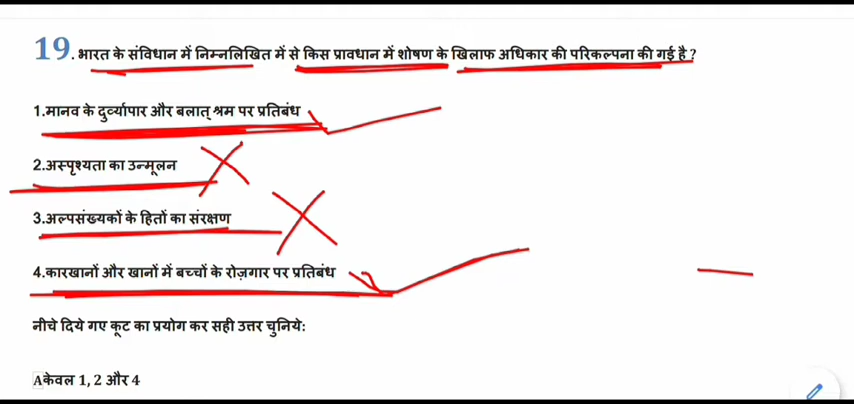 19. भारत के संविधान में निम्नलिखित में से किस प्रावधान में शोषण के खिलाफ अधिकार की परिकल्पना की गई है ?
1.मानव के दुर्व्यापार और बलात् श्रम पर प्रतिबंध
2.अस्पृश्यता का उन्मूलन
3.अल्पसंख्यकों के हितों का संरक्षण
4.कारखानों और खानों में बच्चों के रोज़गार पर प्रतिबंध
नीचे दिये गए कूट का प्रयोग कर सही उत्तर चुनिये:
Aकेवल 1, 2 और 4